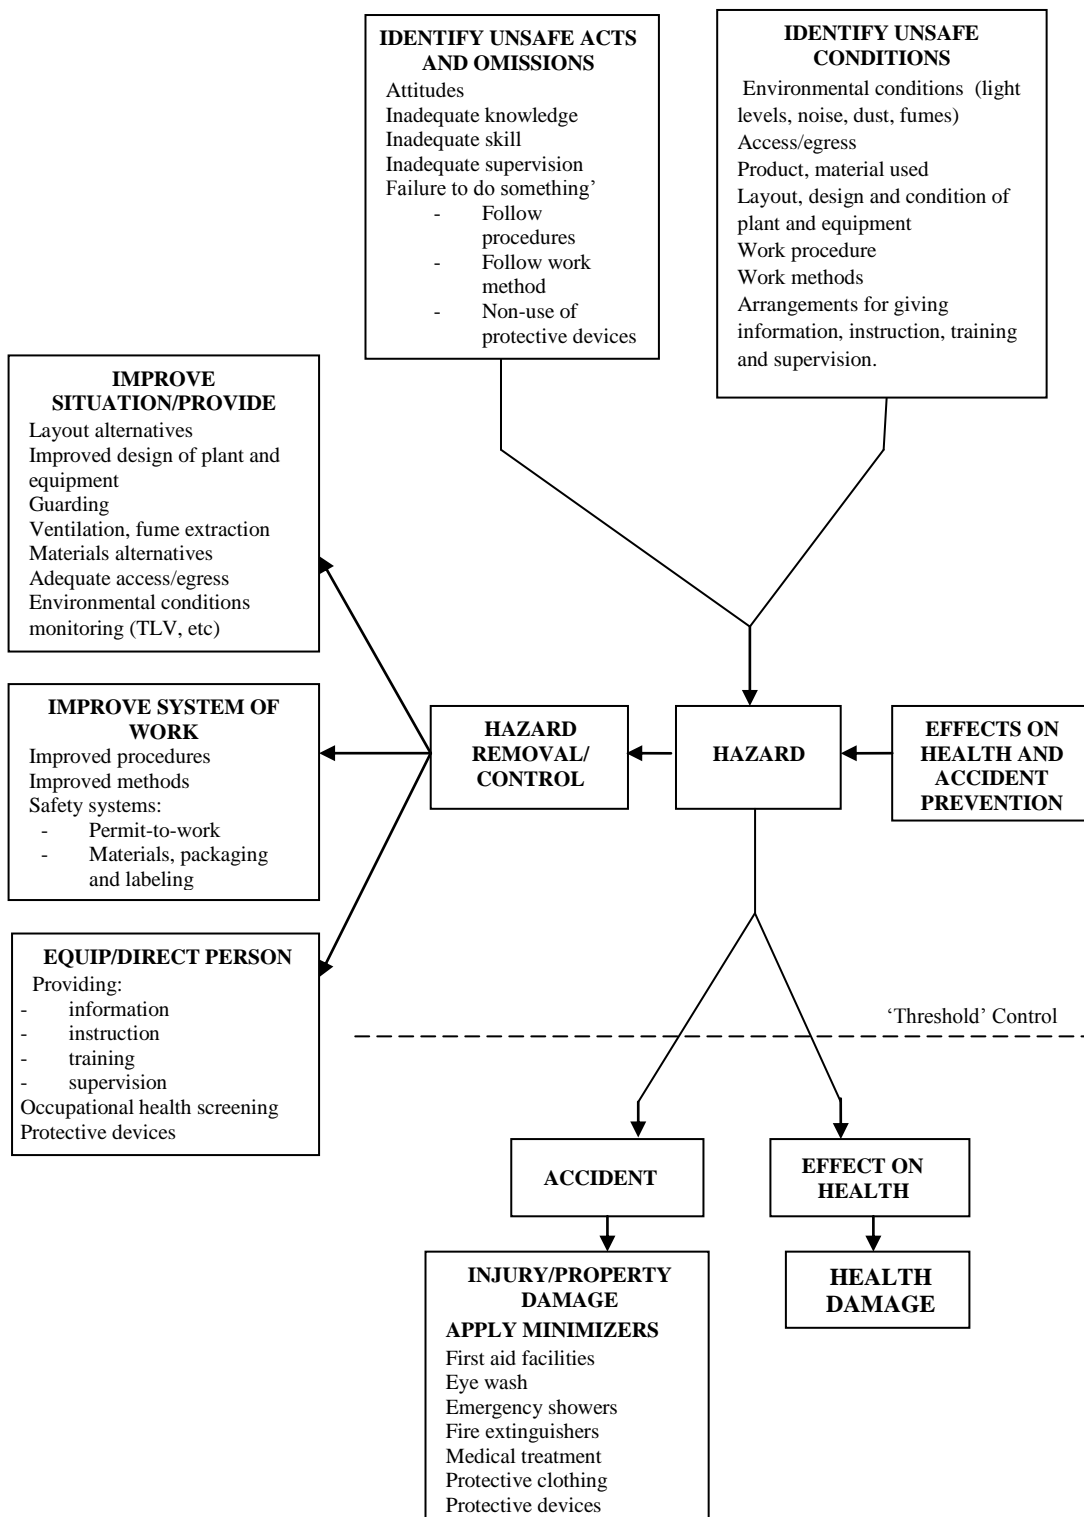 IDENTIFY UNSAFE ACTS
AND OMISSIONS
Attitudes
Inadequate knowledge
Inadequate skill
Inadequate supervision
Failure to do something’
- Follow
procedures
- Follow work
method
- Non-use of
protective devices
IDENTIFY UNSAFE
CONDITIONS
Environmental conditions (light
levels, noise, dust, fumes)
Access/egress
Product, material used
Layout, design and condition of
plant and equipment
Work procedure
Work methods
Arrangements for giving
information, instruction, training
and supervision.
IMPROVE
SITUATION/PROVIDE
Layout alternatives
Improved design of plant and
equipment
Guarding
Ventilation, fume extraction
Materials alternatives
Adequate access/egress
Environmental conditions
monitoring (TLV, etc)
IMPROVE SYSTEM OF
WORK
Improved procedures
Improved methods
Safety systems:
- Permit-to-work
- Materials, packaging
and labeling
HAZARD
REMOVAL/
CONTROL
HAZARD
EFFECTS ON
HEALTH AND
ACCIDENT
PREVENTION
EQUIP/DIRECT PERSON
Providing:
- information
- instruction
- training
- supervision
Occupational health screening
Protective devices
‘Threshold’ Control
ACCIDENT
EFFECT ON
HEALTH
INJURY/PROPERTY
DAMAGE
APPLY MINIMIZERS
First aid facilities
Eye wash
Emergency showers
Fire extinguishers
Medical treatment
Protective clothing
Protective devices
HEALTH
DAMAGE